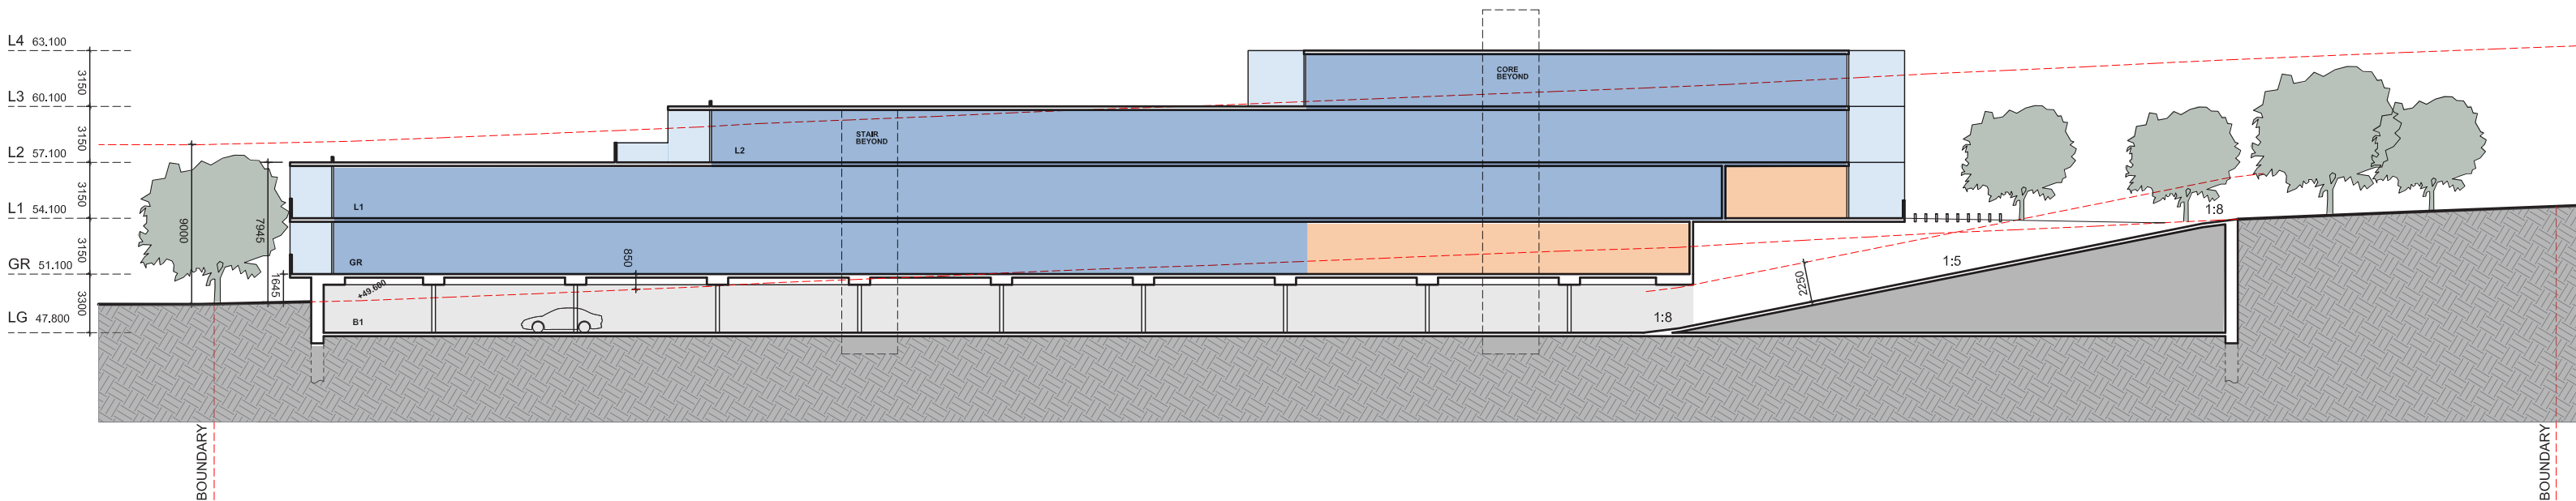 L4 63.100
3150
L3 60.100
3150
L2 57.100
3150
L1 54.100
3150
GR 51.100
3300
LG 47.800
9000
7945
1645
CORE
BEYOND
STAIR
BEYOND
L2
L1
GR
850
+49.600
B1
1:8
2250
1:5
1:8
BOUNDARY
BOUNDARY